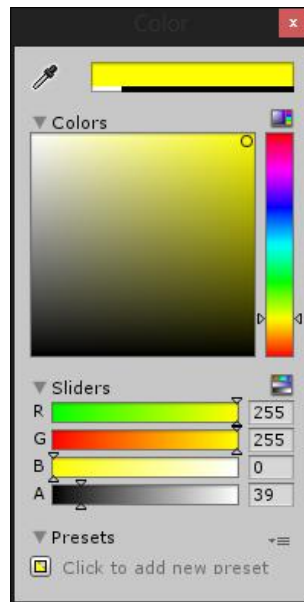 Color
x
Colors
Sliders
R 255
G 255
B 0
A 39
Presets
Click to add new preset